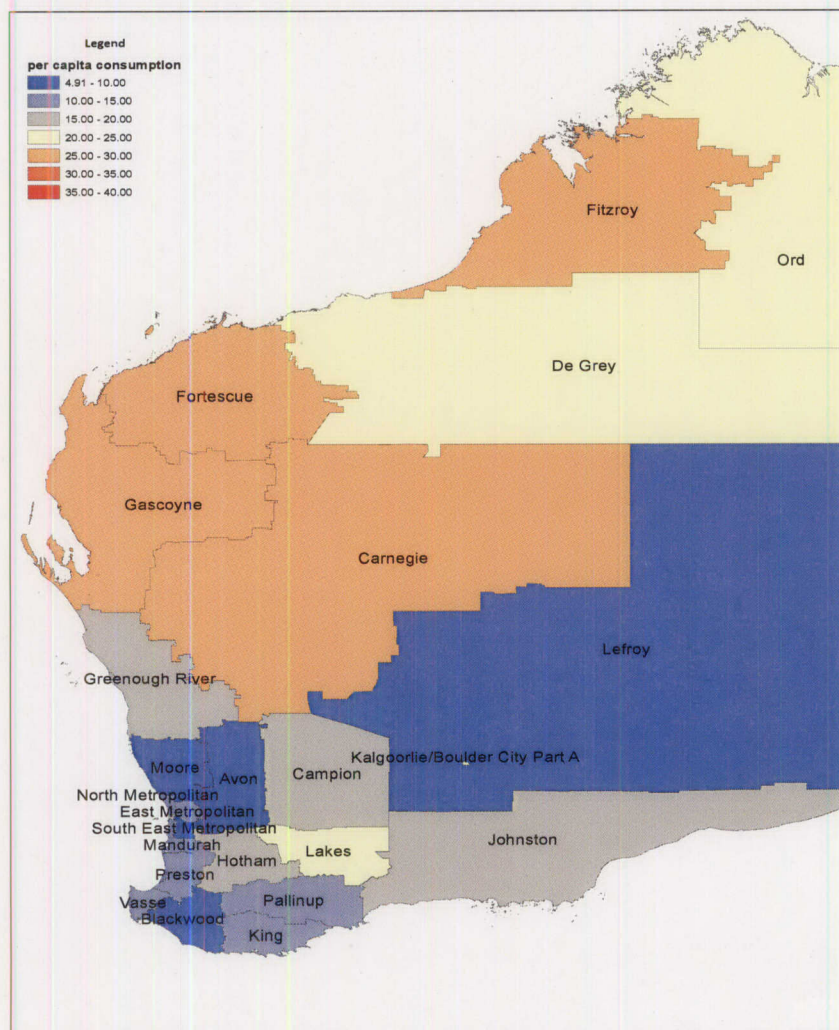 Legend
per capita consumption
4.91 - 10.00
10.00 - 15.00
15.00 - 20.00
20.00 - 25.00
25.00 - 30.00
30.00 - 35.00
35.00 - 40.00
Fitzroy
Ord
De Grey
Fortescue
Gascoyne
Carnegie
Lefroy
Greenough River
Kalgoorlie/Boulder City Part A
Moore
Avon
Campion
North Metropolitan
East Metropolitan
South East Metropolitan
Mandurah
Johnston
Lakes
Hotham
Preston
Vasse
Pallinup
Blackwood
King